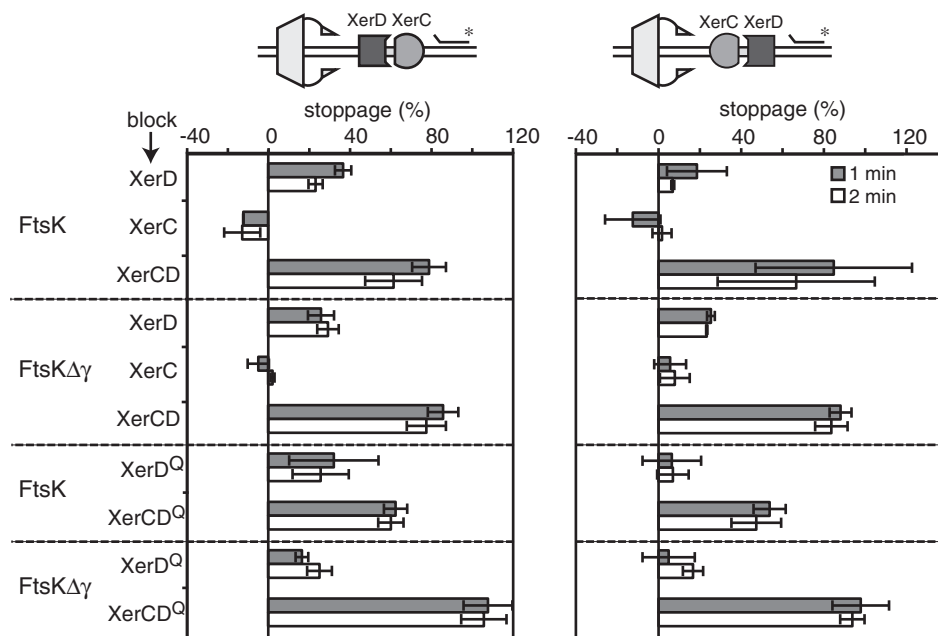 XerD XerC
*
XerC XerD
*
stoppage (%)
stoppage (%)
block
-40 0 40 80 120
-40 0 40 80 120
XerD
FtsK XerC
XerCD
1 min
2 min
XerD
FtsKΔγ XerC
XerCD
FtsK
XerD^Q
XerCD^Q
FtsKΔγ
XerD^Q
XerCD^Q